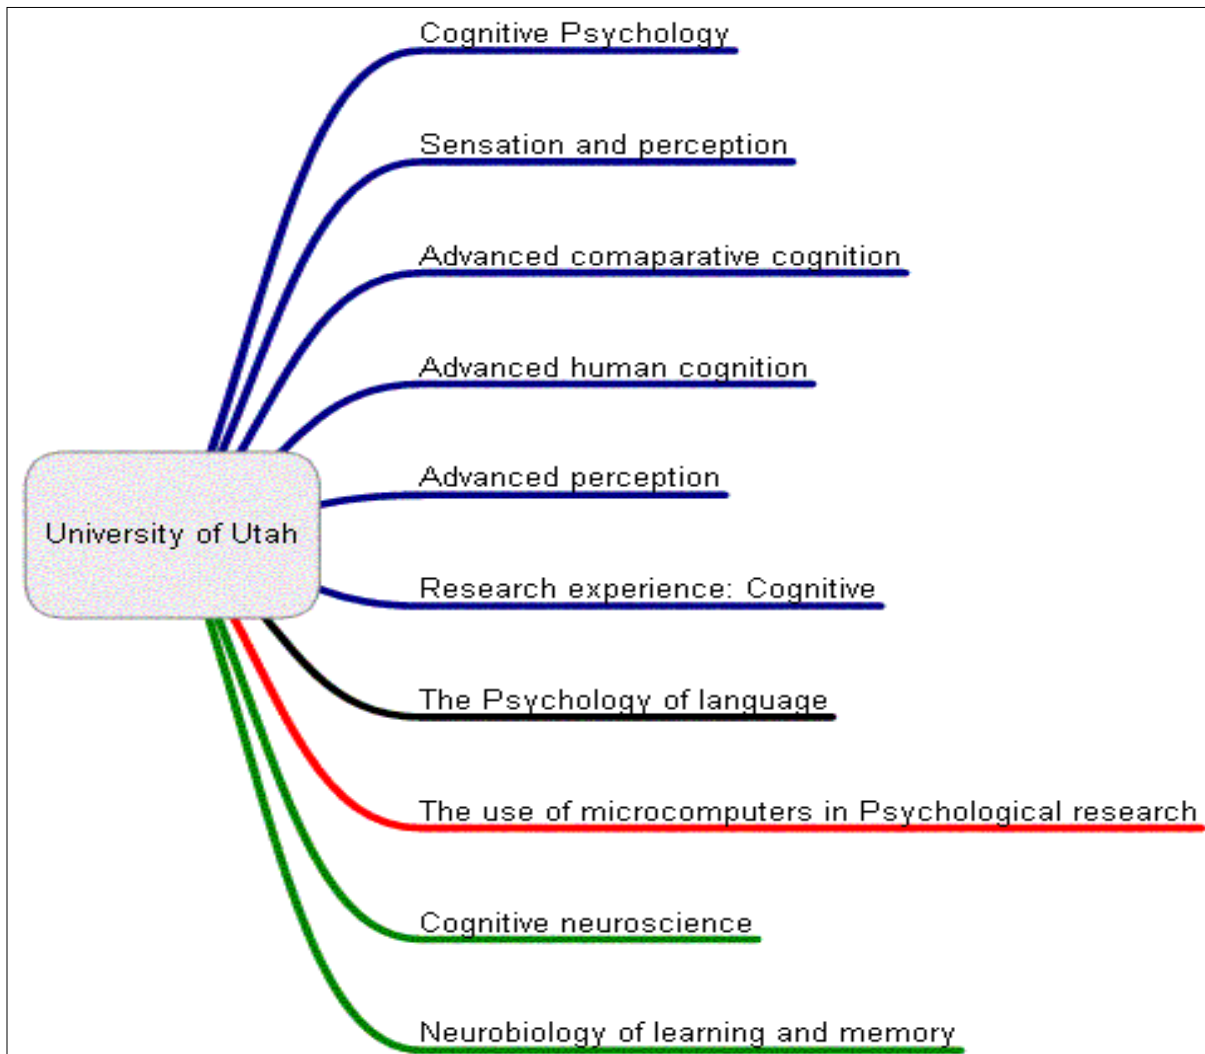 Cognitive Psychology
Sensation and perception
Advanced comaparative cognition
Advanced human cognition
Advanced perception
University of Utah
Research experience: Cognitive
The Psychology of language
The use of microcomputers in Psychological research
Cognitive neuroscience
Neurobiology of learning and memory